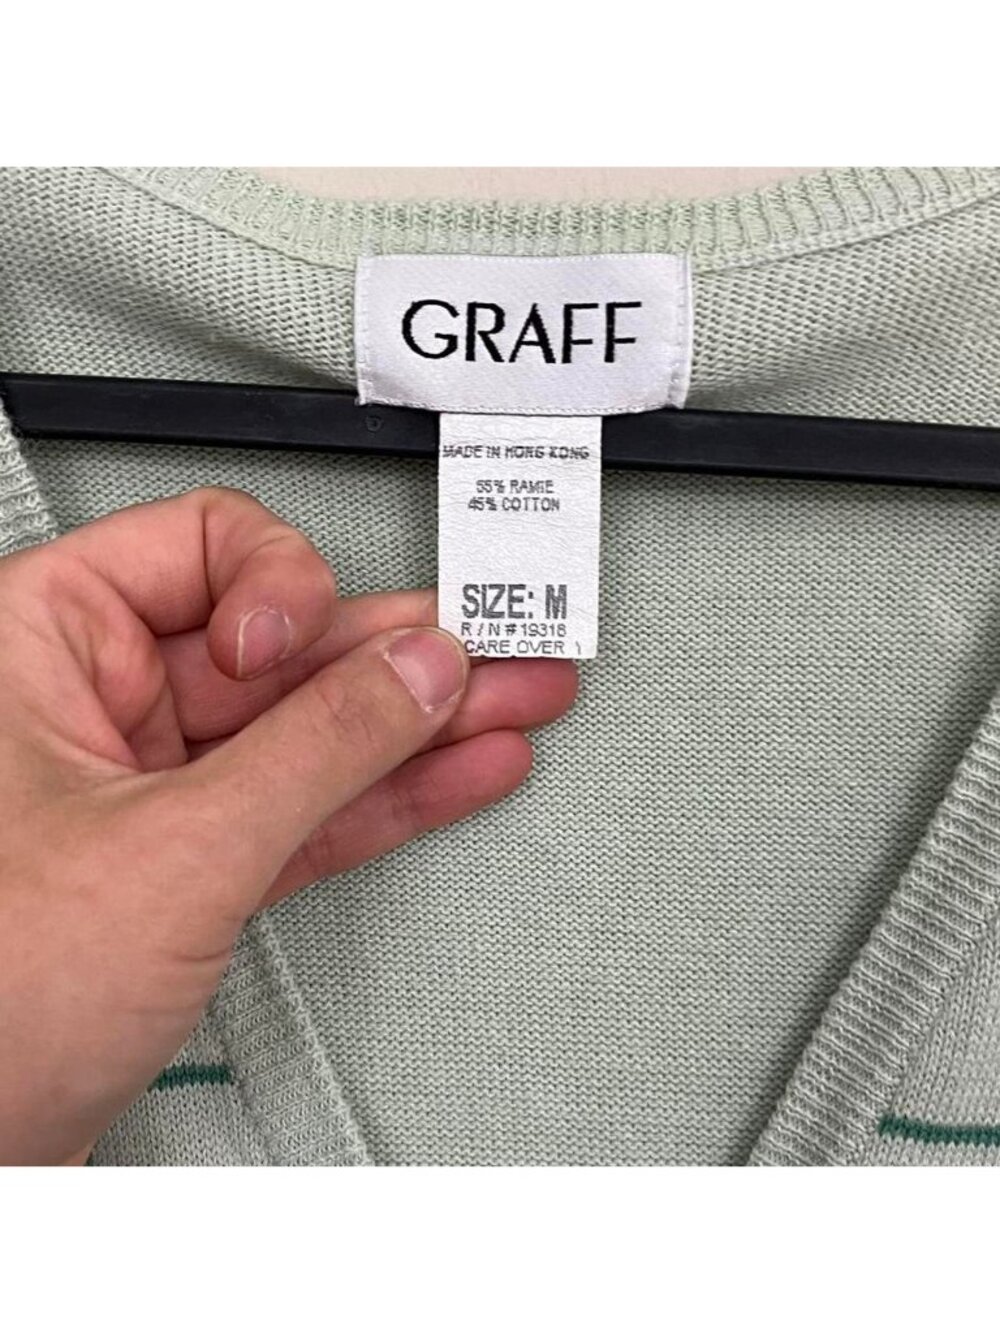 GRAFF
MADE IN HONG KONG
55% RAMIE
45% COTTON
SIZE: M
R / N # 19318
CARE OVER